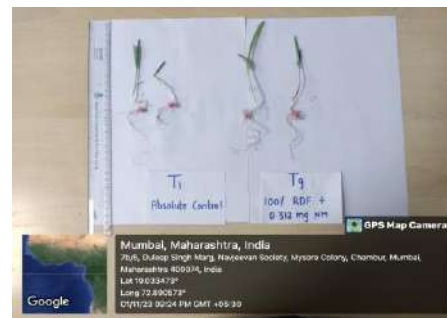 T1
Absolute Control
T9
100% RDF +
0.312 mg NM
GPS Map Camera
Mumbai, Maharashtra, India
7b/6, Duleep Singh Marg, Navjeevan Society, Mysore Colony, Chembur, Mumbai,
Maharashtra 400074, India
Lat 19.033473°
Long 72.890573°
01/11/23 09:24 PM GMT +05:30
Google